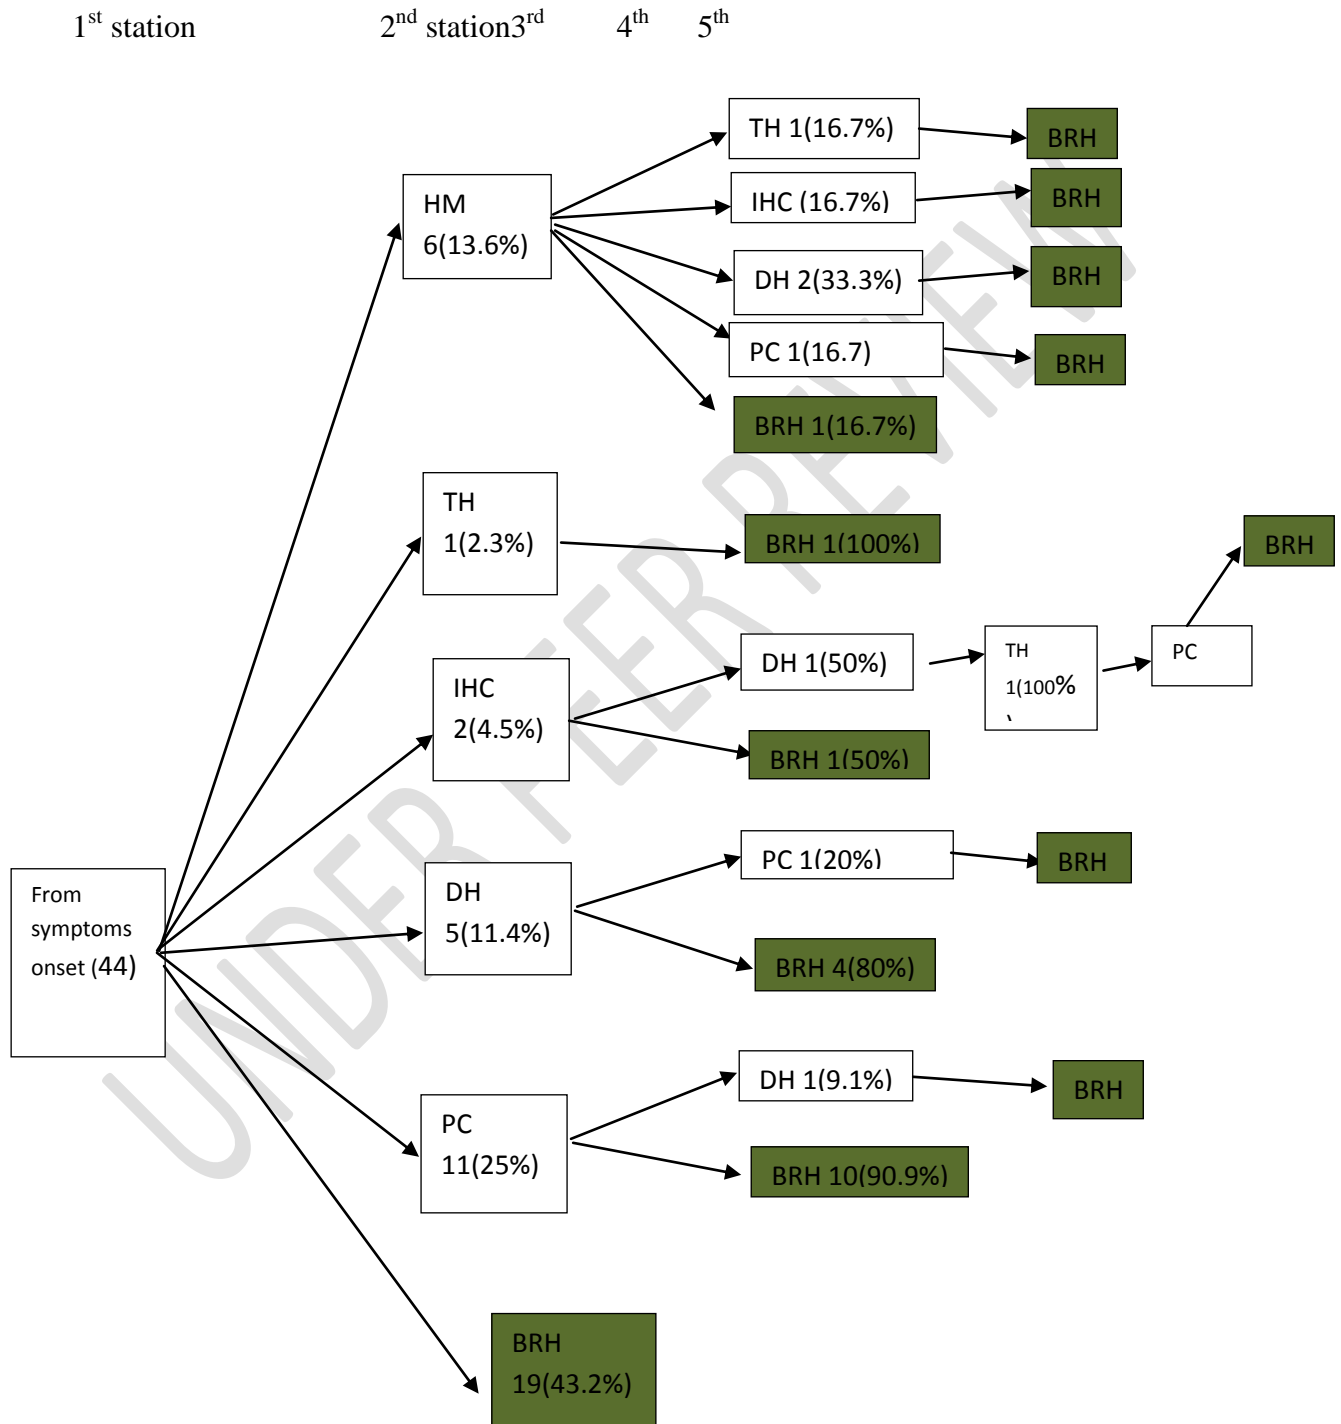 1st station 2nd station3rd 4th 5th
TH 1(16.7%)
BRH
HM
6(13.6%)
IHC (16.7%)
BRH
DH 2(33.3%)
BRH
PC 1(16.7)
BRH
BRH 1(16.7%)
TH
1(2.3%)
BRH 1(100%)
BRH
IHC
2(4.5%)
DH 1(50%)
TH
1(100%
)
PC
BRH 1(50%)
From
symptoms
onset (44)
DH
5(11.4%)
PC 1(20%)
BRH
BRH 4(80%)
PC
11(25%)
DH 1(9.1%)
BRH
BRH 10(90.9%)
BRH
19(43.2%)
UNDER PEER REVIEW